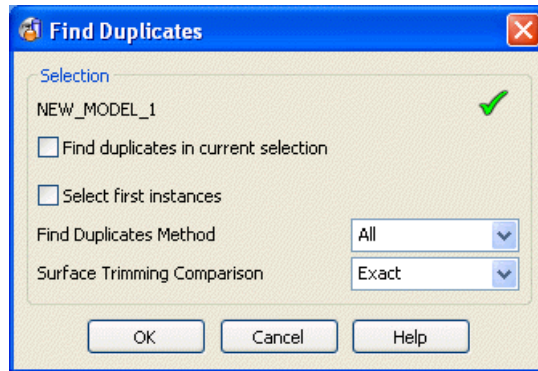 Find Duplicates
Selection
NEW_MODEL_1
Find duplicates in current selection
Select first instances
Find Duplicates Method All
Surface Trimming Comparison Exact
OK Cancel Help